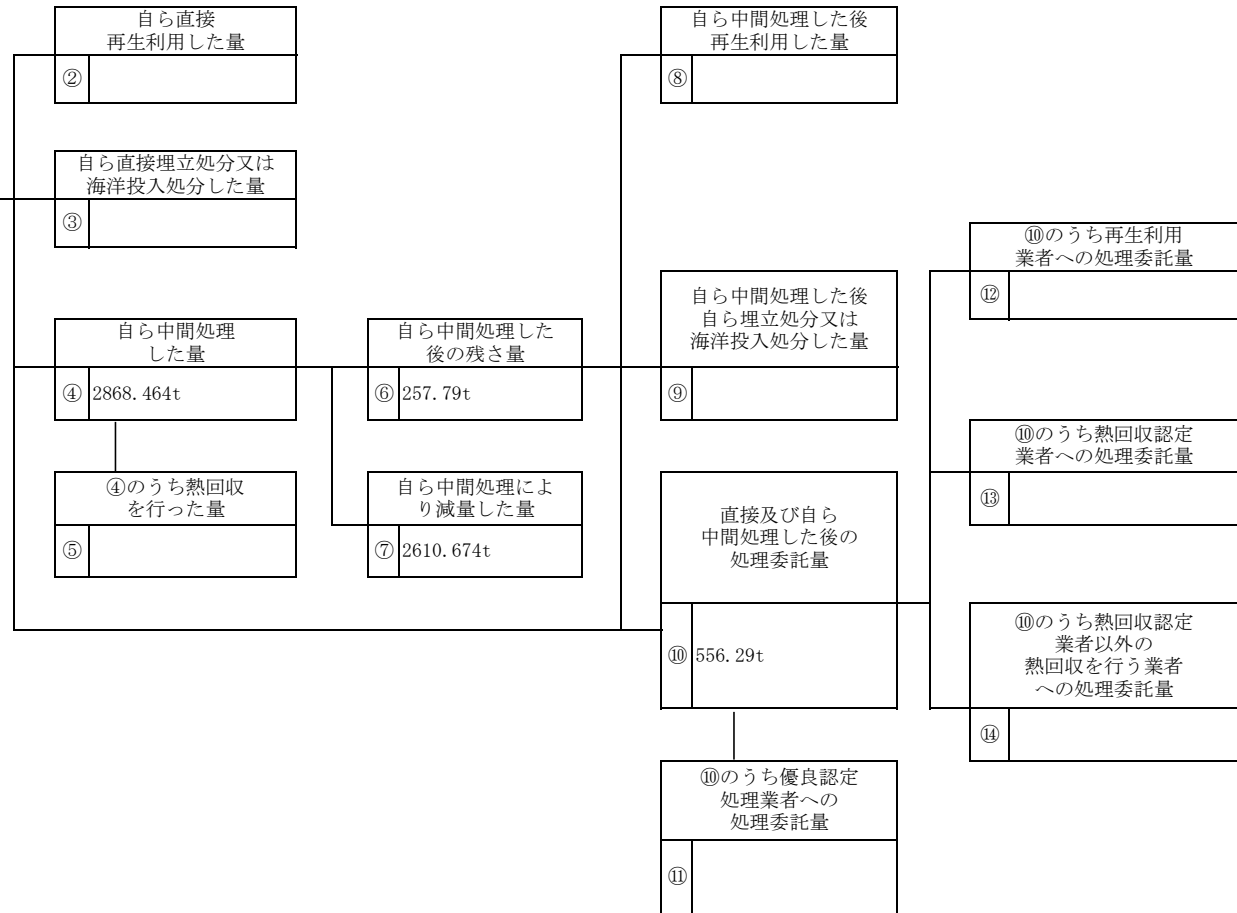 自ら直接
再生利用した量
②
自ら直接埋立処分又は
海洋投入処分した量
③
自ら中間処理
した量
④ 2868.464t
④のうち熱回収
を行った量
⑤
自ら中間処理した
後の残さ量
⑥ 257.79t
自ら中間処理によ
り減量した量
⑦ 2610.674t
自ら中間処理した後
再生利用した量
⑧
自ら中間処理した後
自ら埋立処分又は
海洋投入処分した量
⑨
直接及び自ら
中間処理した後の
処理委託量
⑩ 556.29t
⑩のうち優良認定
処理業者への
処理委託量
⑪
⑩のうち再生利用
業者への処理委託量
⑫
⑩のうち熱回収認定
業者への処理委託量
⑬
⑩のうち熱回収認定
業者以外の
熱回収を行う業者
への処理委託量
⑭